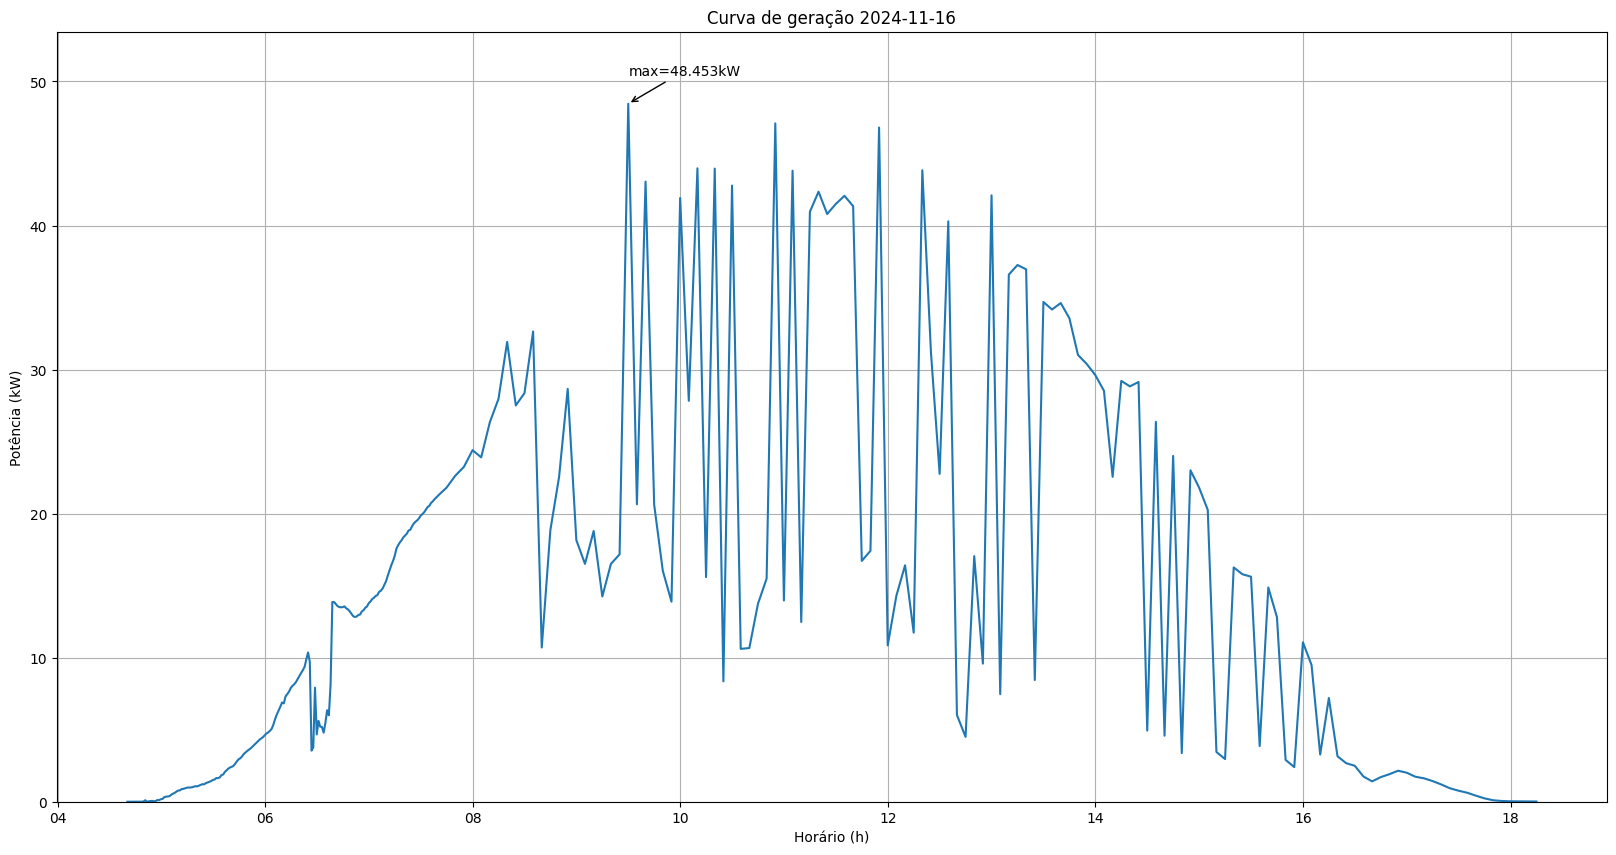 Curva de geração 2024-11-16
max=48.453kW
50
40
30
20
10
0
Potência (kW)
04 06 08 10 12 14 16 18
Horário (h)